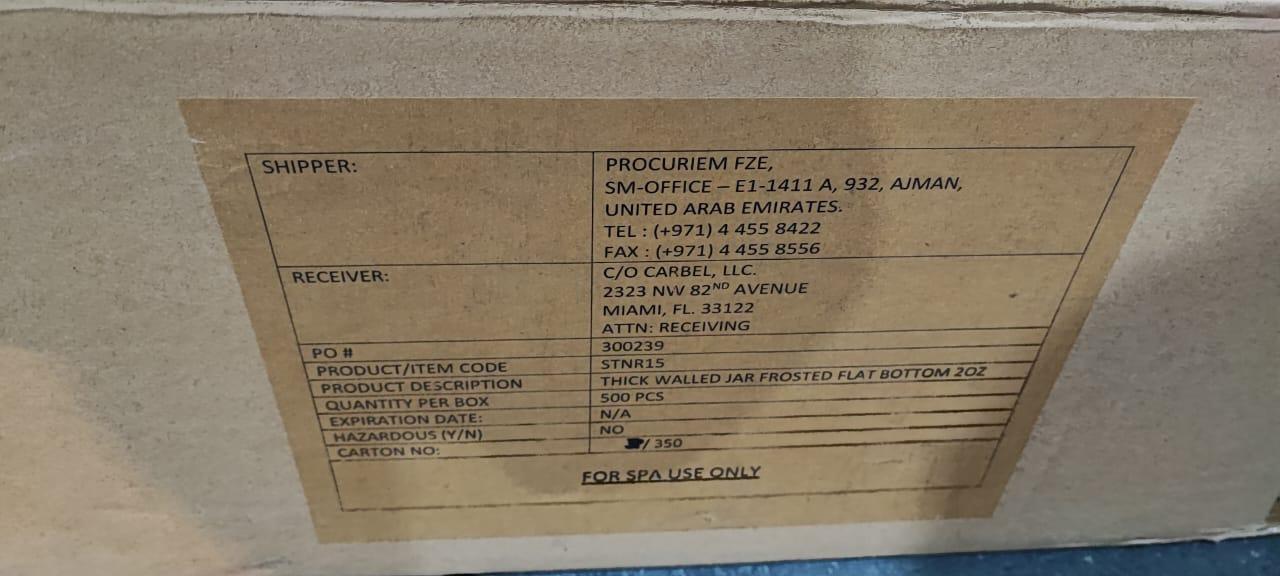 SHIPPER:
PROCURIEM FZE,
SM-OFFICE – E1-1411 A, 932, AJMAN,
UNITED ARAB EMIRATES.
TEL : (+971) 4 455 8422
FAX : (+971) 4 455 8556
RECEIVER:
C/O CARBEL, LLC.
2323 NW 82ND AVENUE
MIAMI, FL. 33122
ATTN: RECEIVING
PO # 300239
PRODUCT/ITEM CODE STNR15
PRODUCT DESCRIPTION THICK WALLED JAR FROSTED FLAT BOTTOM 2OZ
QUANTITY PER BOX 500 PCS
EXPIRATION DATE: N/A
HAZARDOUS (Y/N) NO
CARTON NO: / 350
FOR SPA USE ONLY